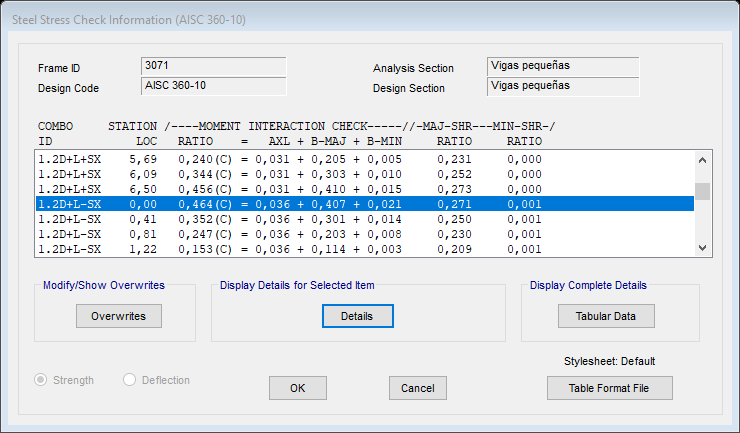 Steel Stress Check Information (AISC 360-10)
Frame ID 3071 Analysis Section Vigas pequeñas
Design Code AISC 360-10 Design Section Vigas pequeñas
COMBO STATION /----MOMENT INTERACTION CHECK-----//-MAJ-SHR---MIN-SHR-/
ID LOC RATIO = AXL + B-MAJ + B-MIN RATIO RATIO
1.2D+L+SX 5,69 0,240(C) = 0,031 + 0,205 + 0,005 0,231 0,000
1.2D+L+SX 6,09 0,344(C) = 0,031 + 0,303 + 0,010 0,252 0,000
1.2D+L+SX 6,50 0,456(C) = 0,031 + 0,410 + 0,015 0,273 0,000
1.2D+L-SX 0,00 0,464(C) = 0,036 + 0,407 + 0,021 0,271 0,001
1.2D+L-SX 0,41 0,352(C) = 0,036 + 0,301 + 0,014 0,250 0,001
1.2D+L-SX 0,81 0,247(C) = 0,036 + 0,203 + 0,008 0,230 0,001
1.2D+L-SX 1,22 0,153(C) = 0,036 + 0,114 + 0,003 0,209 0,001
Modify/Show Overwrites Display Details for Selected Item Display Complete Details
Overwrites Details Tabular Data
Stylesheet: Default
Strength Deflection OK Cancel Table Format File